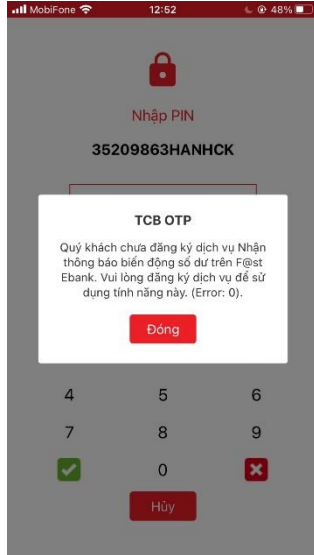 MobiFone 12:52 48%
Nhập PIN
35209863HANHCK
TCB OTP
Quý khách chưa đăng ký dịch vụ Nhận
thông báo biến động số dư trên F@st
Ebank. Vui lòng đăng ký dịch vụ để sử
dụng tính năng này. (Error: 0).
Đóng
4 5 6
7 8 9
0
Hủy